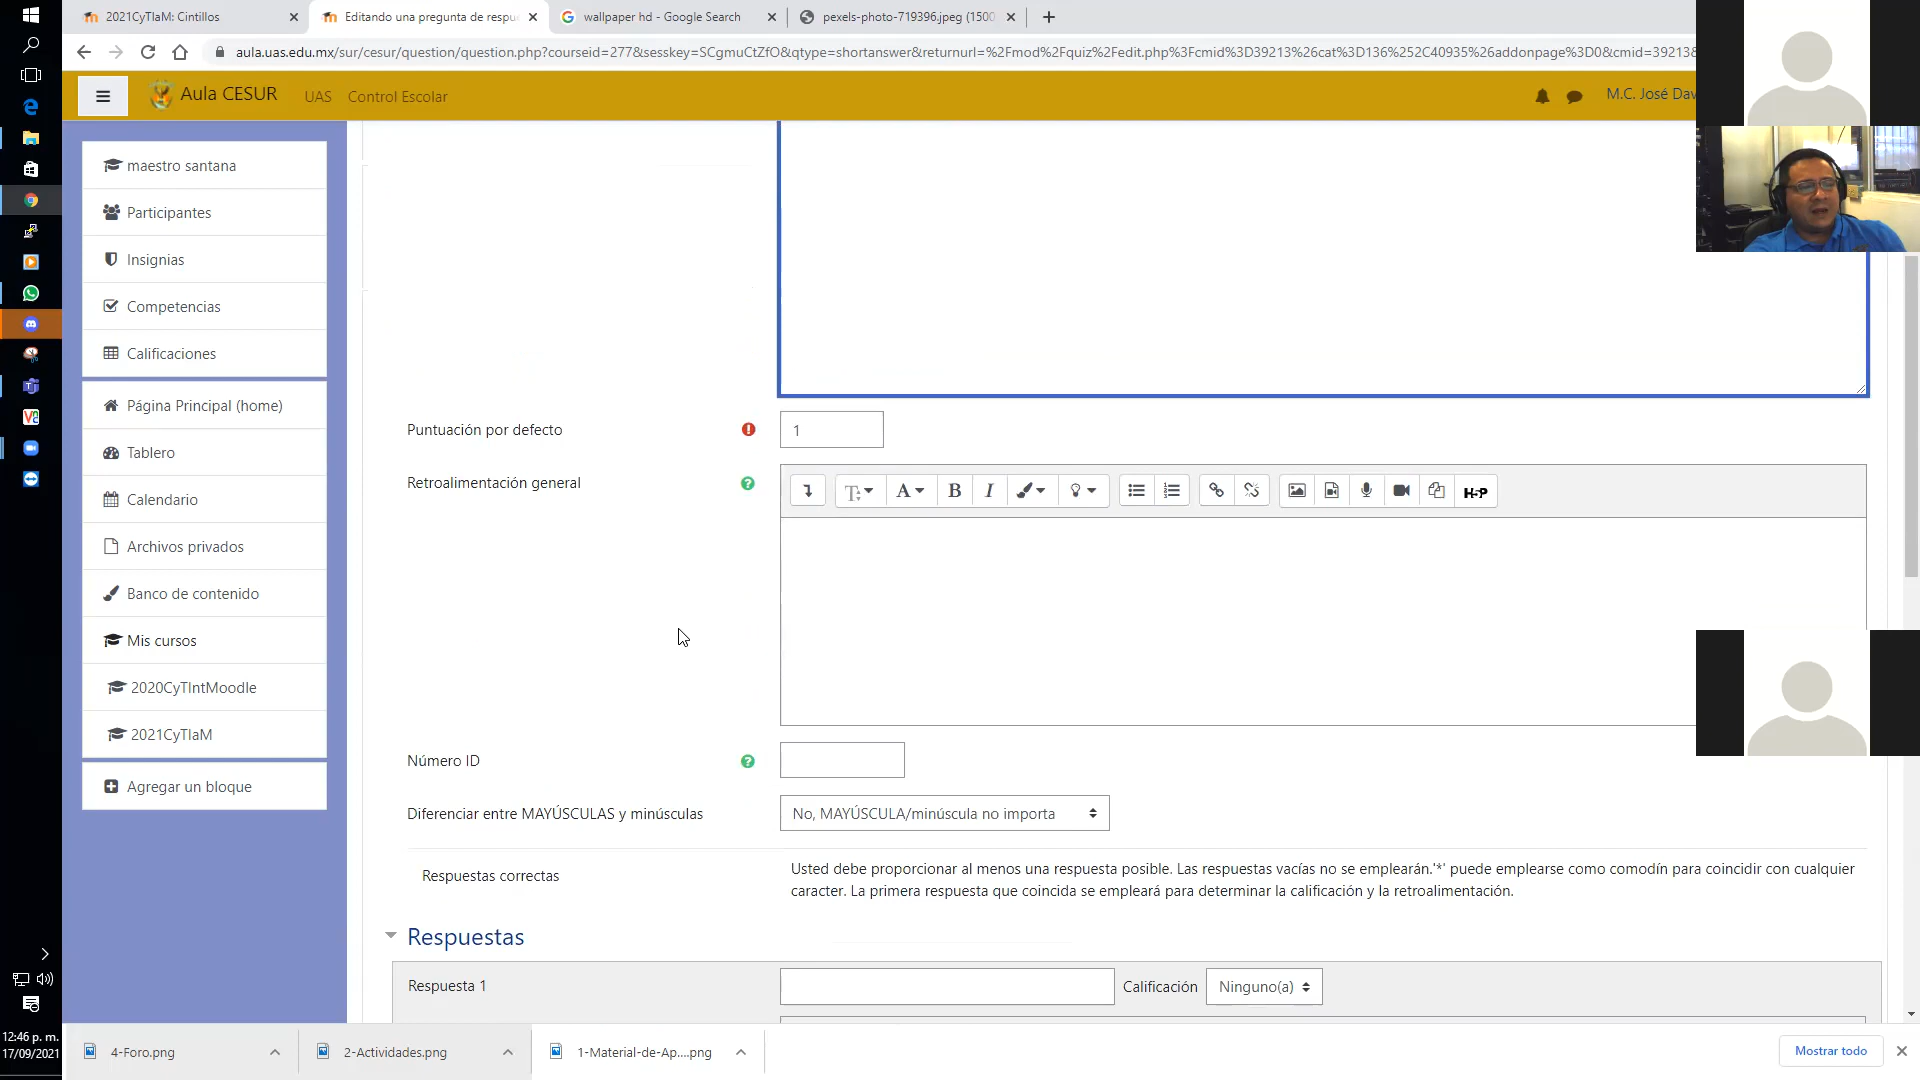 2021CyTIaM: Cintillos
Editando una pregunta de respu
wallpaper hd - Google Search
pexels-photo-719396.jpeg (1500
aula.uas.edu.mx/sur/cesur/question/question.php?courseid=277&sesskey=SCgmuCtZfO&qtype=shortanswer&returnurl=%2Fmod%2Fquiz%2Fedit.php%3Fcmid%3D39213%26cat%3D136%252C40935%26addonpage%3D0&cmid=39213&
Aula CESUR
UAS
Control Escolar
M.C. José Dav
maestro santana
Participantes
Insignias
Competencias
Calificaciones
Página Principal (home)
Tablero
Calendario
Archivos privados
Banco de contenido
Mis cursos
2020CyTIntMoodle
2021CyTIaM
Agregar un bloque
Puntuación por defecto
1
Retroalimentación general
H-P
Número ID
Diferenciar entre MAYÚSCULAS y minúsculas
No, MAYÚSCULA/minúscula no importa
Respuestas correctas
Usted debe proporcionar al menos una respuesta posible. Las respuestas vacías no se emplearán.'*' puede emplearse como comodín para coincidir con cualquier
caracter. La primera respuesta que coincida se empleará para determinar la calificación y la retroalimentación.
Respuestas
Respuesta 1
Calificación
Ninguno(a)
12:46 p. m.
17/09/2021
4-Foro.png
2-Actividades.png
1-Material-de-Ap....png
Mostrar todo